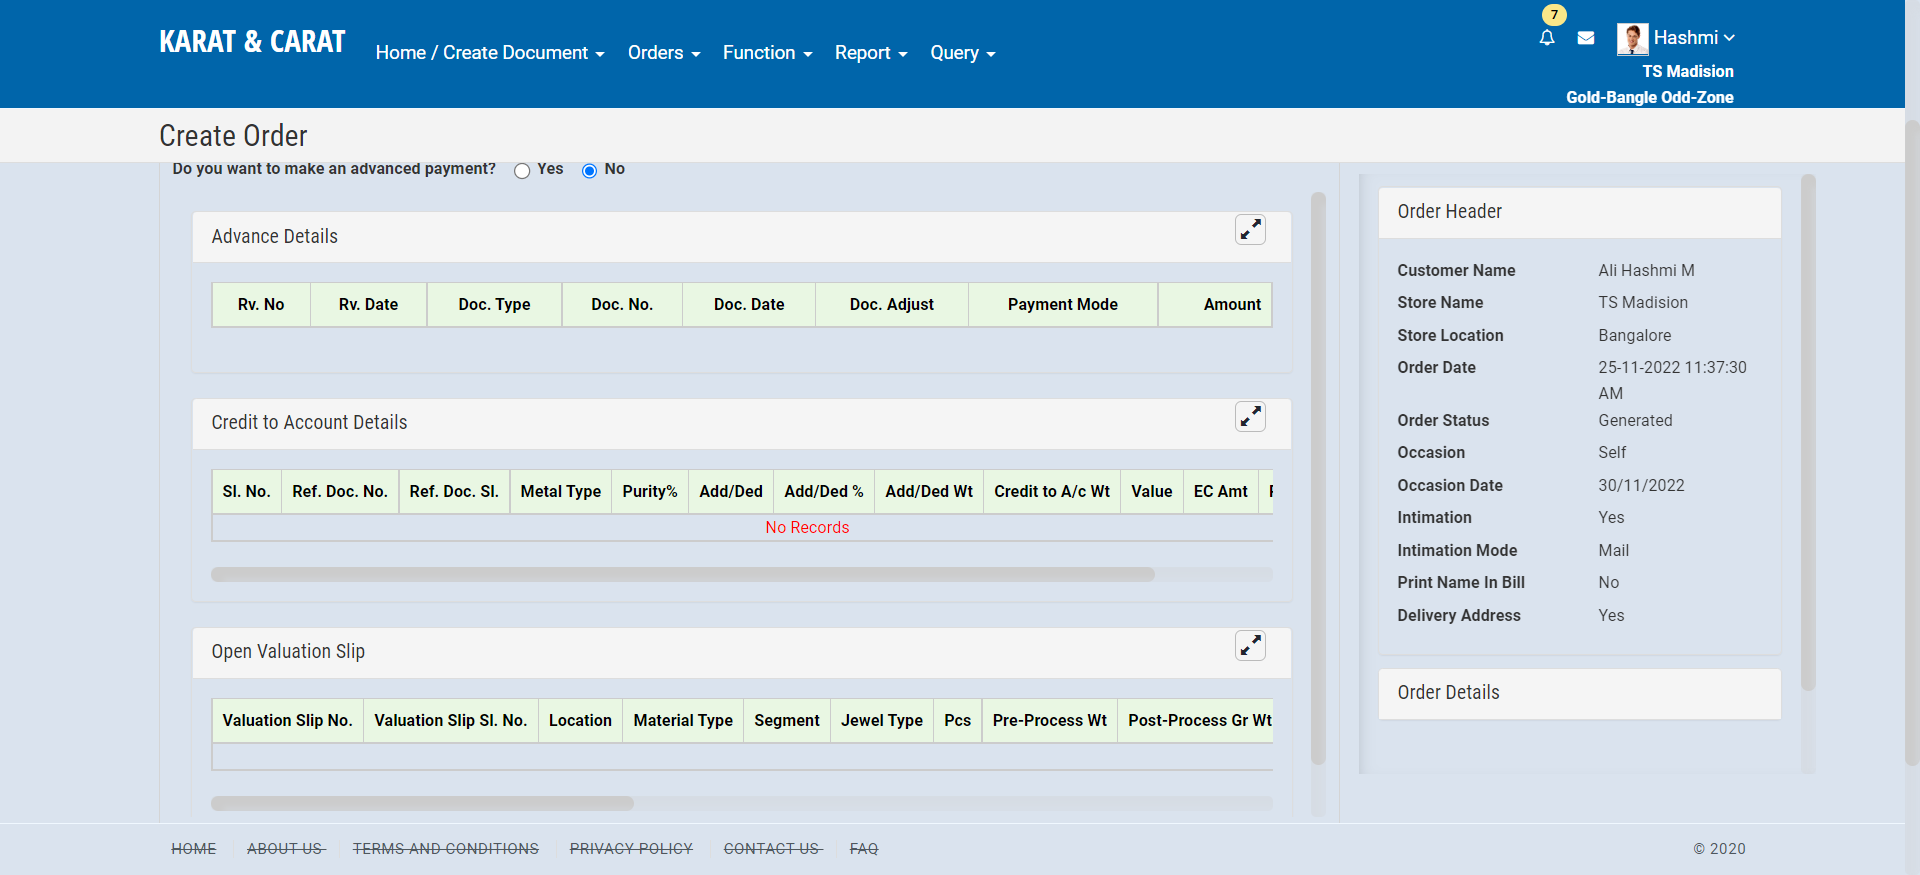 KARAT & CARAT
Home / Create Document
Orders
Function
Report
Query
7
Hashmi
TS Madision
Gold-Bangle Odd-Zone
Create Order
Do you want to make an advanced payment? Yes No
Advance Details
Rv. No Rv. Date Doc. Type Doc. No. Doc. Date Doc. Adjust Payment Mode Amount
Credit to Account Details
Sl. No. Ref. Doc. No. Ref. Doc. Sl. Metal Type Purity% Add/Ded Add/Ded % Add/Ded Wt Credit to A/c Wt Value EC Amt
No Records
Open Valuation Slip
Valuation Slip No. Valuation Slip Sl. No. Location Material Type Segment Jewel Type Pcs Pre-Process Wt Post-Process Gr Wt
Order Header
Customer Name Ali Hashmi M
Store Name TS Madision
Store Location Bangalore
Order Date 25-11-2022 11:37:30
AM
Order Status Generated
Occasion Self
Occasion Date 30/11/2022
Intimation Yes
Intimation Mode Mail
Print Name In Bill No
Delivery Address Yes
Order Details
HOME ABOUT US TERMS AND CONDITIONS PRIVACY POLICY CONTACT US FAQ © 2020